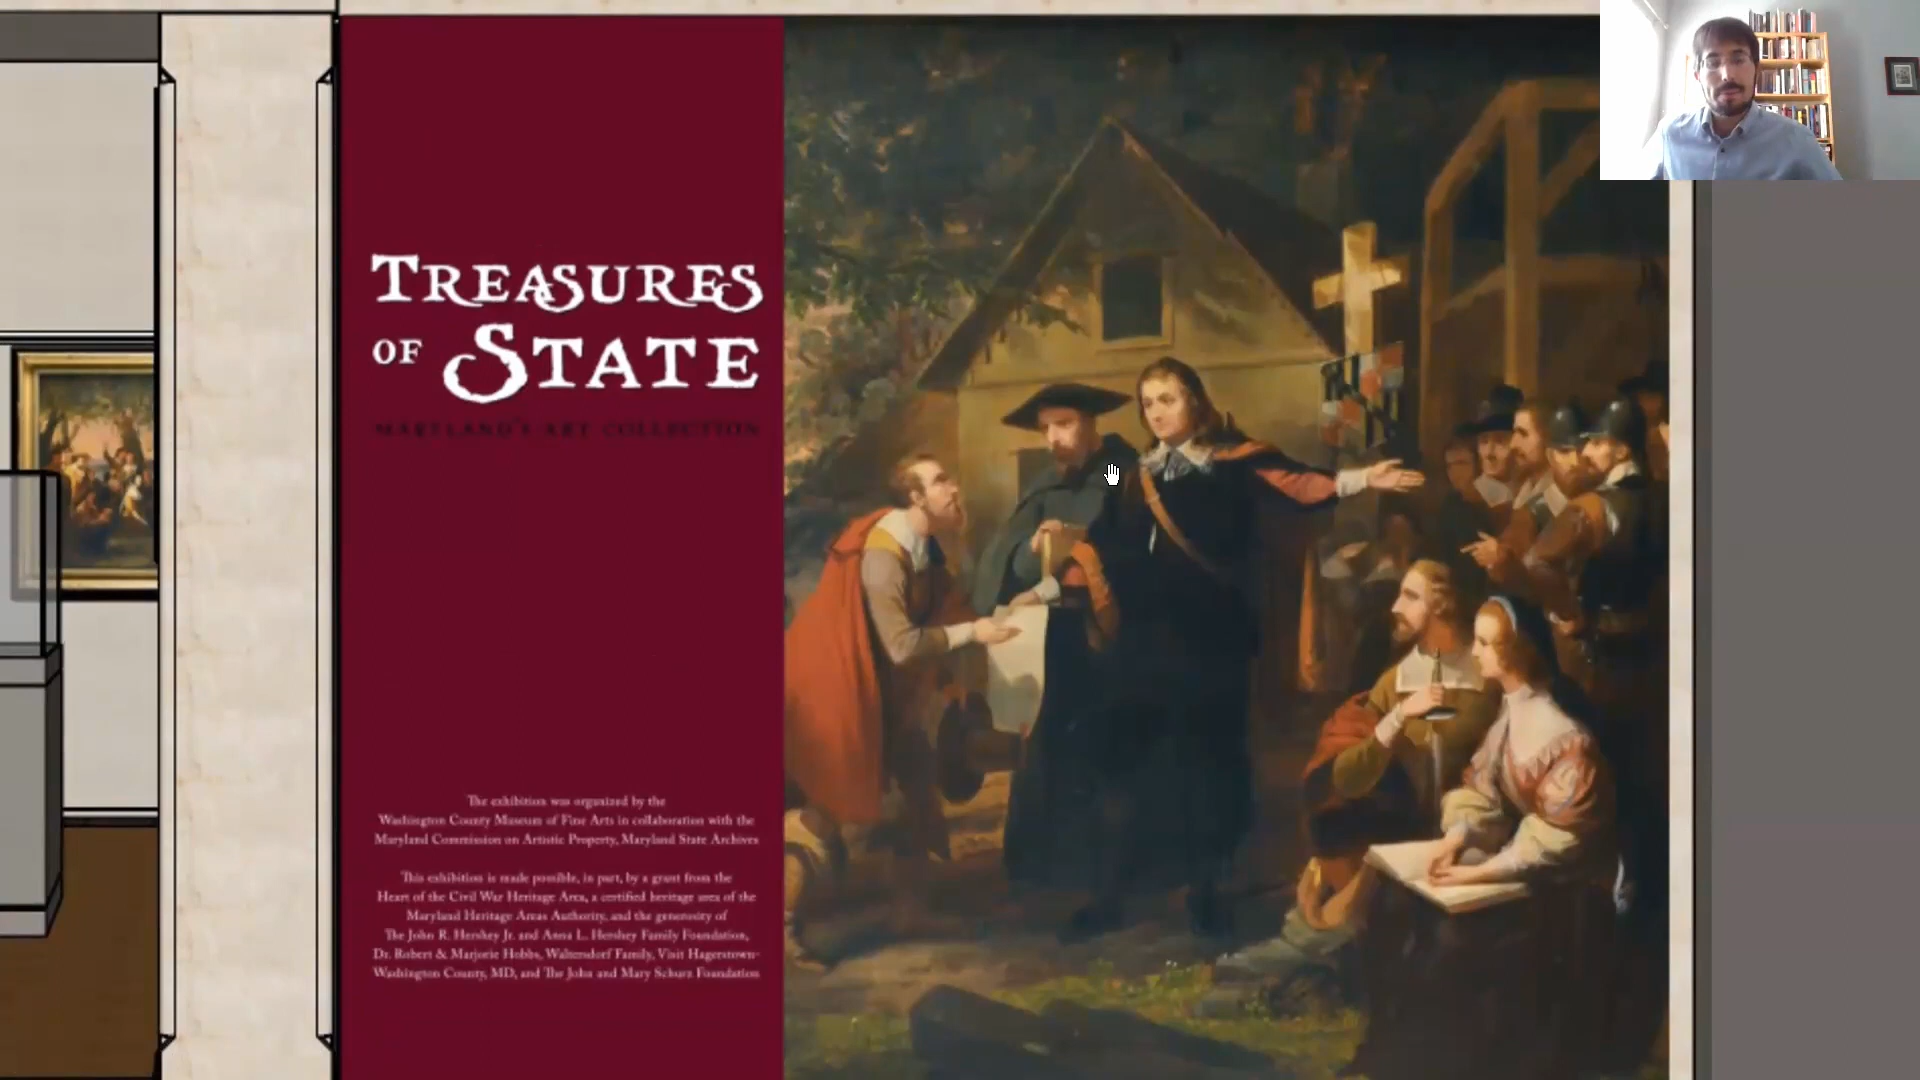 TREASURES
OF STATE
MARYLAND'S ART COLLECTION
The exhibition was organized by the
Washington County Museum of Fine Arts in collaboration with the
Maryland Commission on Artistic Property, Maryland State Archives
This exhibition is made possible, in part, by a grant from the
Heart of the Civil War Heritage Area, a certified heritage area of the
Maryland Heritage Areas Authority, and the generosity of
The John R. Hershey Jr. and Anna L. Hershey Family Foundation,
Dr. Robert & Marjorie Hobbs, Waltersdorf Family, Visit Hagerstown-
Washington County, MD, and The John and Mary Schurz Foundation